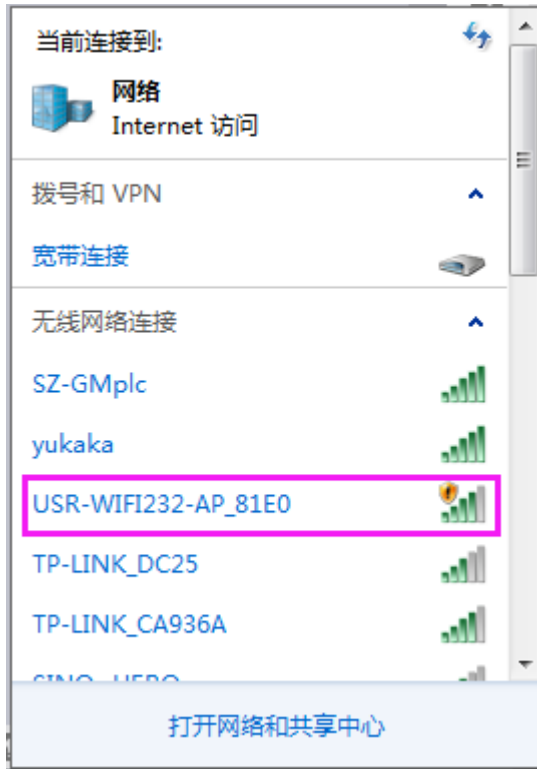 当前连接到:
网络
Internet 访问
拨号和 VPN
宽带连接
无线网络连接
SZ-GMplc
yukaka
USR-WIFI232-AP_81E0
TP-LINK_DC25
TP-LINK_CA936A
打开网络和共享中心